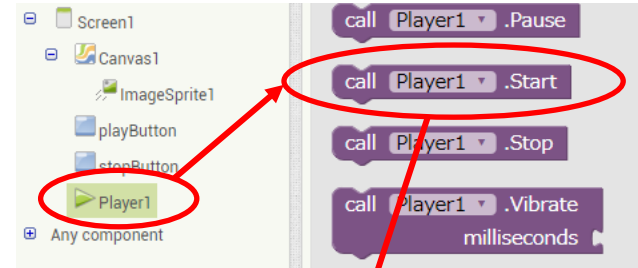 Screen1
Canvas1
ImageSprite1
playButton
stopButton
Player1
Any component
call Player1 .Pause
call Player1 .Start
call Player1 .Stop
call Player1 .Vibrate
milliseconds